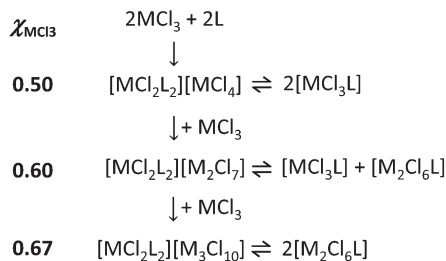 χMCl3 2MCl₃ + 2L
↓
0.50 [MCl₂L₂][MCl₄] ⇌ 2[MCl₃L]
↓ + MCl₃
0.60 [MCl₂L₂][M₂Cl₇] ⇌ [MCl₃L] + [M₂Cl₆L]
↓ + MCl₃
0.67 [MCl₂L₂][M₃Cl₁₀] ⇌ 2[M₂Cl₆L]